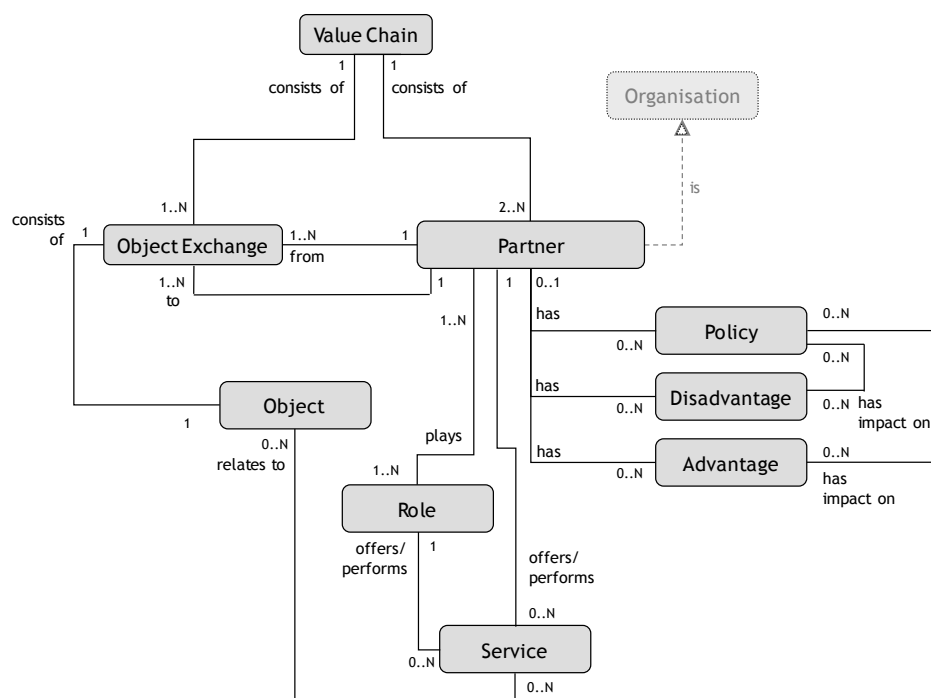 Value Chain
1
1
consists of
consists of
Organisation
is
1..N
2..N
consists
of
1
Object Exchange
1..N
from
1
Partner
1..N
to
1
1..N
1
0..1
has
0..N
Policy
0..N
0..N
has
0..N
Disadvantage
0..N
has
impact on
has
0..N
Advantage
0..N
has
impact on
Object
1
0..N
relates to
plays
1..N
Role
offers/
performs
1
offers/
performs
0..N
0..N
Service
0..N